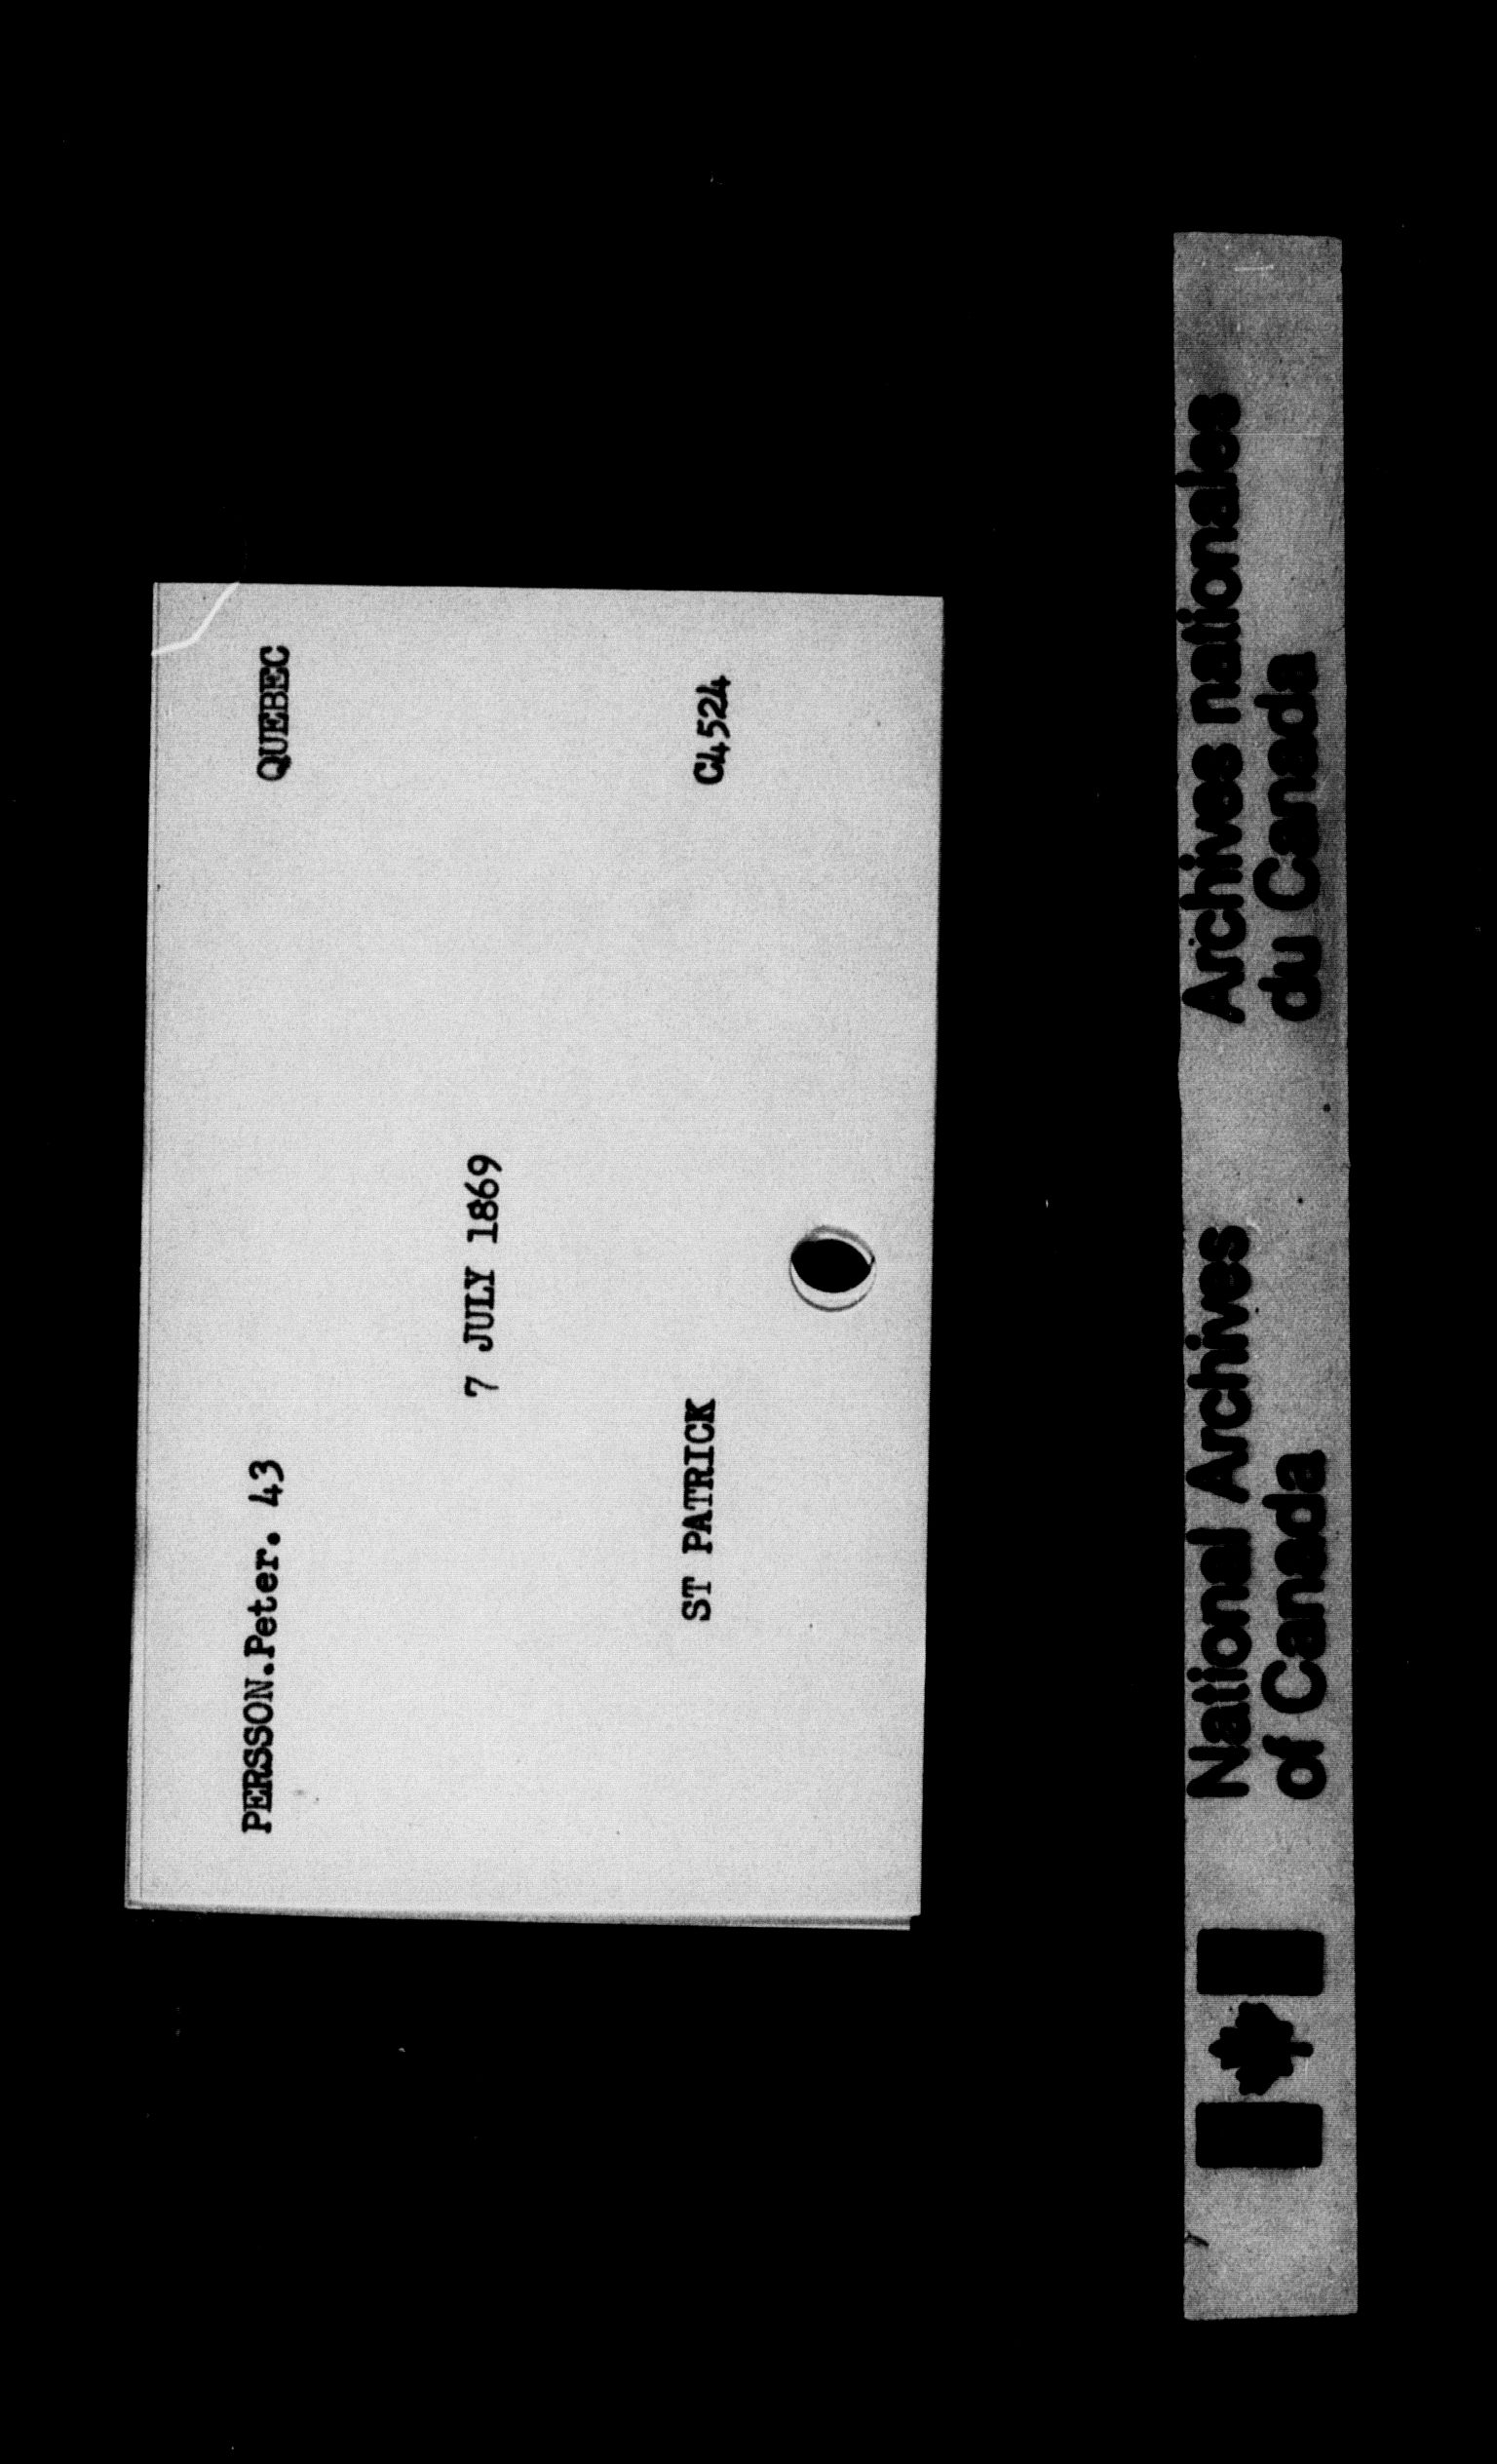 PERSSON.Peter. 43 QUEBEC
7 JULY 1869
ST PATRICK C4524
National Archives
of Canada
Archives nationales
du Canada